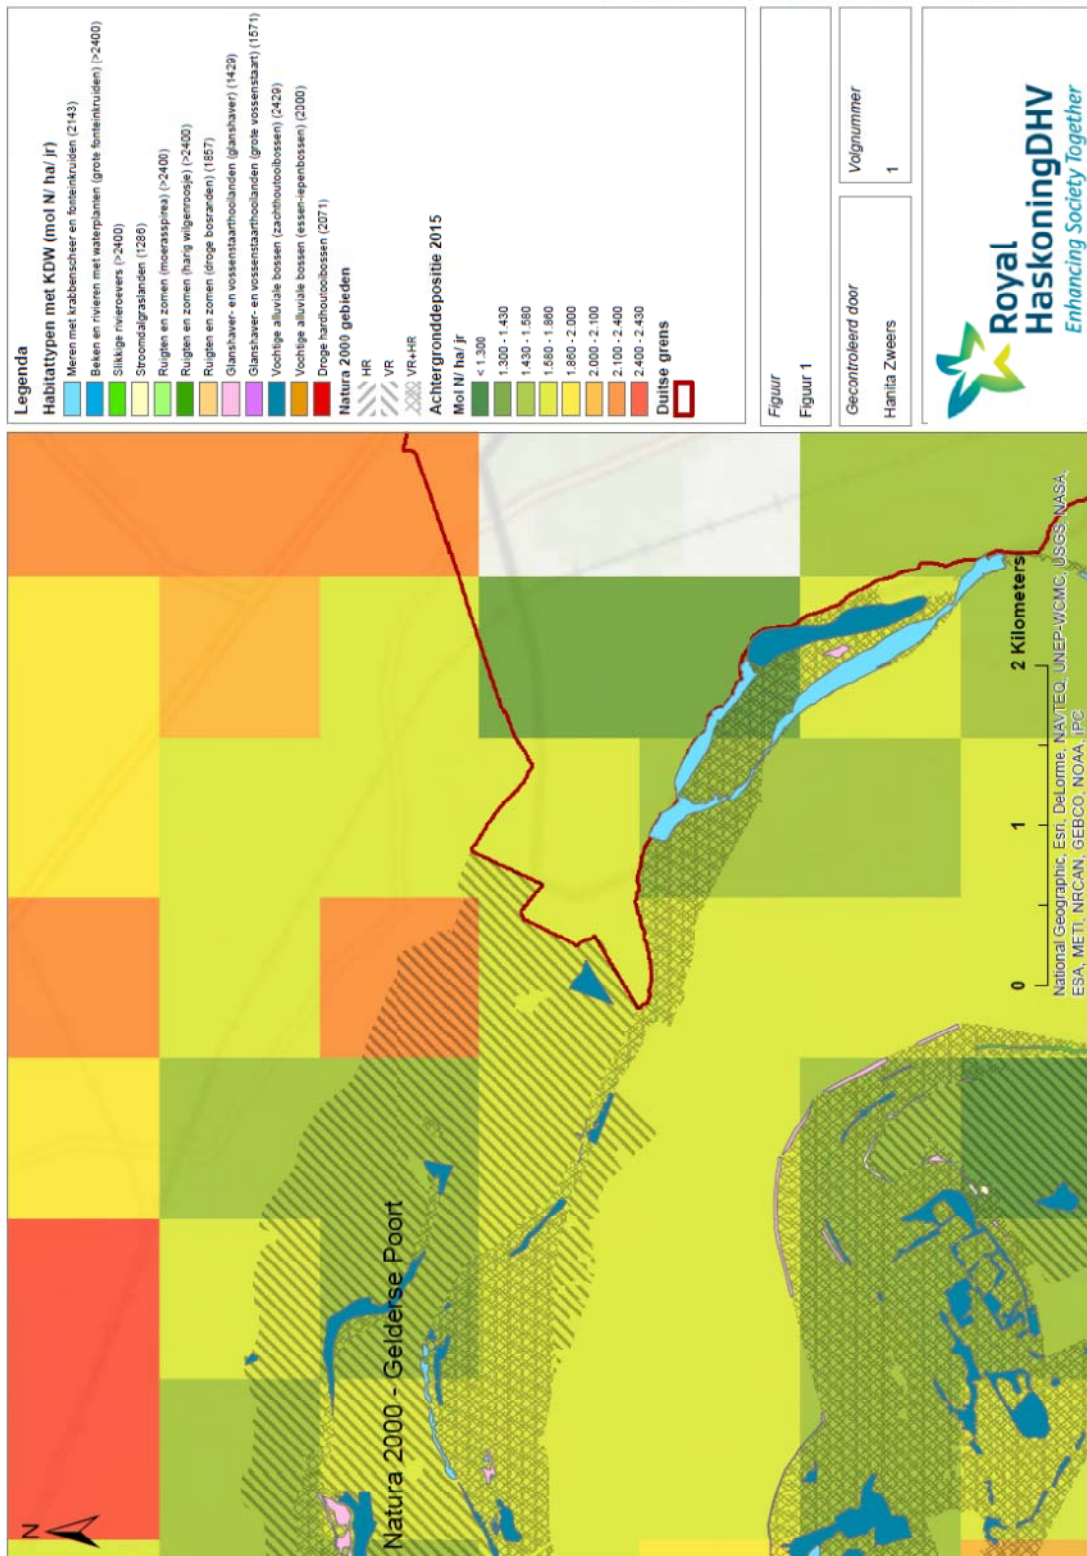 Legenda
Habitattypen met KDW (mol N/ ha/ jr)
Meren met krabbenscheer en fonteinkruiden (2143)
Beken en rivieren met waterplanten (grote fonteinkruiden) (>2400)
Slikkige rivieroevers (>2400)
Stroomdalgraslanden (1286)
Ruigten en zomen (moerasspirea) (>2400)
Ruigten en zomen (harig wilgenroosje) (>2400)
Ruigten en zomen (droge bosranden) (1857)
Glanshaver- en vossenstaarthooilanden (glanshaver) (1429)
Glanshaver- en vossenstaarthooilanden (grote vossenstaart) (1571)
Vochtige alluviale bossen (zachthoutooibossen) (2429)
Vochtige alluviale bossen (essen-iepenbossen) (2000)
Droge hardhoutooibossen (2071)
Natura 2000 gebieden
HR
VR
VR+HR
Achtergronddepositie 2015
Mol N/ ha/ jr
< 1.300
1.300 - 1.430
1.430 - 1.580
1.580 - 1.860
1.860 - 2.000
2.000 - 2.100
2.100 - 2.400
2.400 - 2.430
Duitse grens
N
Natura 2000 - Gelderse Poort
0 1 2 Kilometers
National Geographic, Esri, DeLorme, NAVTEQ, UNEP-WCMC, USGS, NASA,
ESA, METI, NRCAN, GEBCO, NOAA, iPC
Figuur
Figuur 1
Gecontroleerd door
Hanita Zweers
Volgnummer
1
Royal
HaskoningDHV
Enhancing Society Together